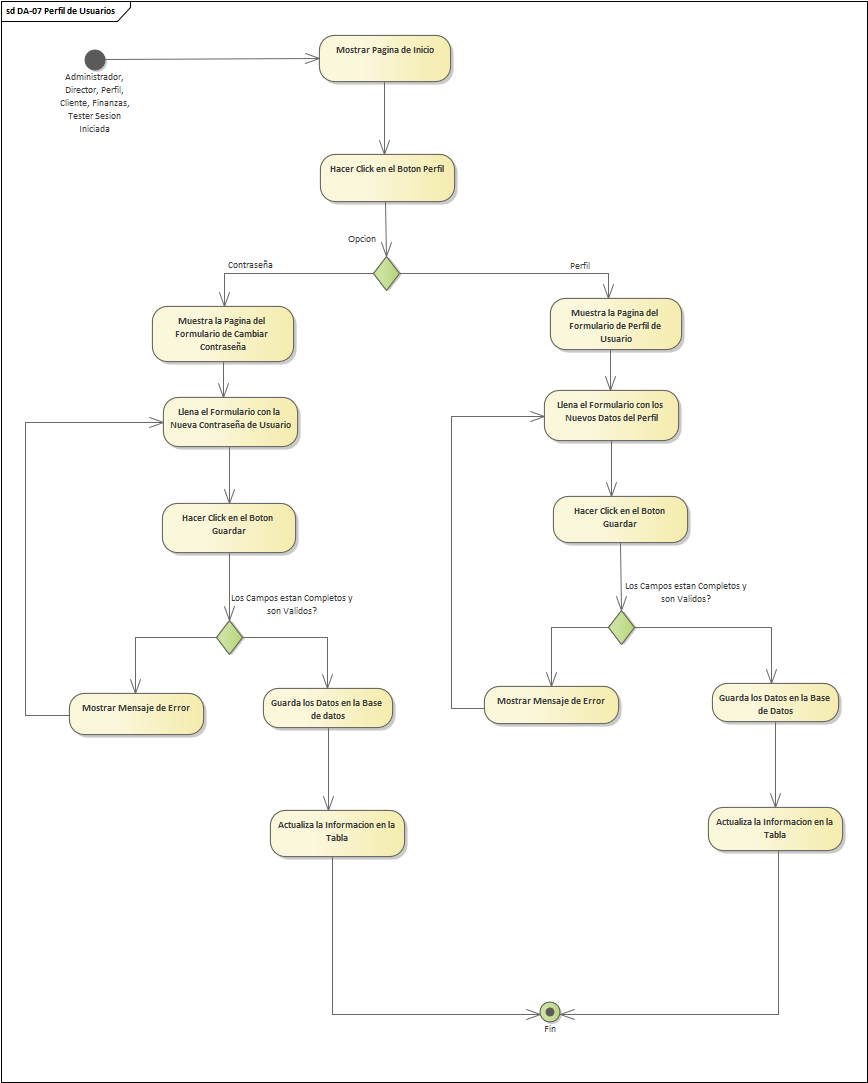 sd DA-07 Perfil de Usuarios
Mostrar Pagina de Inicio
Administrador,
Director, Perfil,
Cliente, Finanzas,
Tester Sesion
Iniciada
Hacer Click en el Boton Perfil
Opcion
Contraseña
Perfil
Muestra la Pagina del
Formulario de Cambiar
Contraseña
Muestra la Pagina del
Formulario de Perfil de
Usuario
Llena el Formulario con la
Nueva Contraseña de Usuario
Llena el Formulario con los
Nuevos Datos del Perfil
Hacer Click en el Boton
Guardar
Hacer Click en el Boton
Guardar
Los Campos estan Completos y
son Validos?
Los Campos estan Completos y
son Validos?
Mostrar Mensaje de Error
Guarda los Datos en la Base
de datos
Mostrar Mensaje de Error
Guarda los Datos en la Base
de Datos
Actualiza la Informacion en la
Tabla
Actualiza la Informacion en la
Tabla
Fin